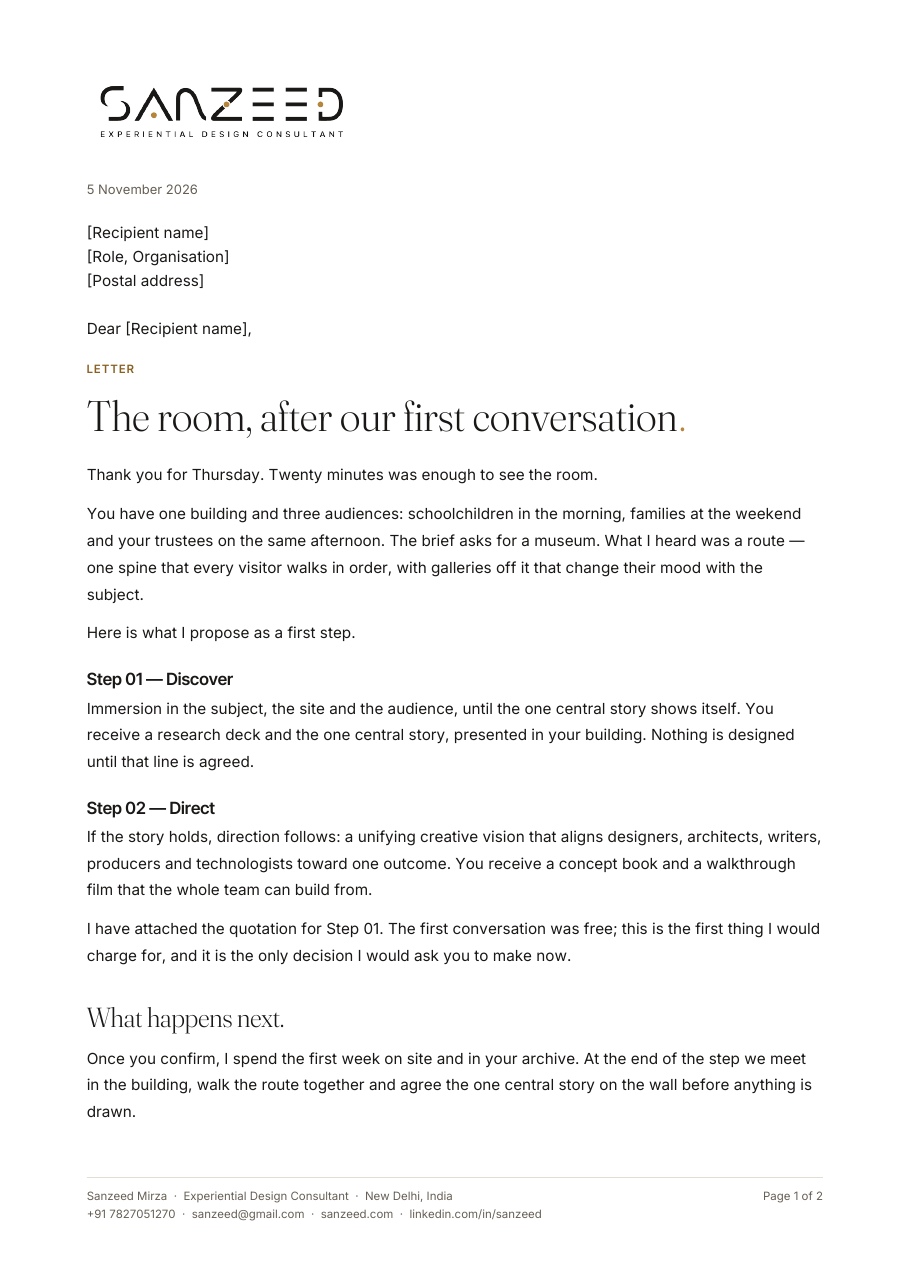 SANZEED
EXPERIENTIAL DESIGN CONSULTANT
5 November 2026
[Recipient name]
[Role, Organisation]
[Postal address]
Dear [Recipient name],
LETTER
The room, after our first conversation.
Thank you for Thursday. Twenty minutes was enough to see the room.
You have one building and three audiences: schoolchildren in the morning, families at the weekend
and your trustees on the same afternoon. The brief asks for a museum. What I heard was a route —
one spine that every visitor walks in order, with galleries off it that change their mood with the
subject.
Here is what I propose as a first step.
Step 01 — Discover
Immersion in the subject, the site and the audience, until the one central story shows itself. You
receive a research deck and the one central story, presented in your building. Nothing is designed
until that line is agreed.
Step 02 — Direct
If the story holds, direction follows: a unifying creative vision that aligns designers, architects, writers,
producers and technologists toward one outcome. You receive a concept book and a walkthrough
film that the whole team can build from.
I have attached the quotation for Step 01. The first conversation was free; this is the first thing I would
charge for, and it is the only decision I would ask you to make now.
What happens next.
Once you confirm, I spend the first week on site and in your archive. At the end of the step we meet
in the building, walk the route together and agree the one central story on the wall before anything is
drawn.
Sanzeed Mirza · Experiential Design Consultant · New Delhi, India
Page 1 of 2
+91 7827051270 · sanzeed@gmail.com · sanzeed.com · linkedin.com/in/sanzeed